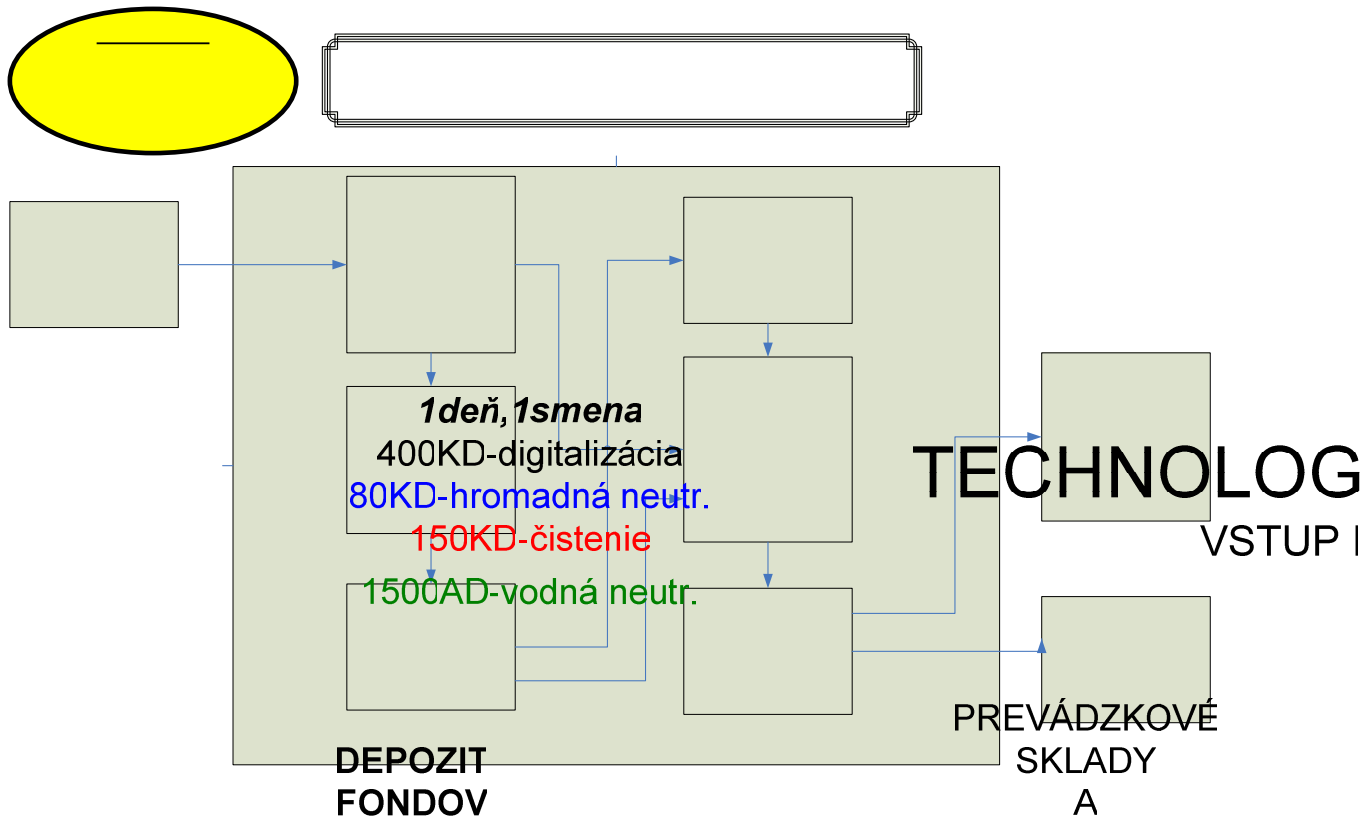 1deň,1smena
400KD-digitalizácia
80KD-hromadná neutr.
150KD-čistenie
1500AD-vodná neutr.
TECHNOLOG
VSTUP
PREVÁDZKOVÉ
SKLADY
A
DEPOZIT
FONDOV